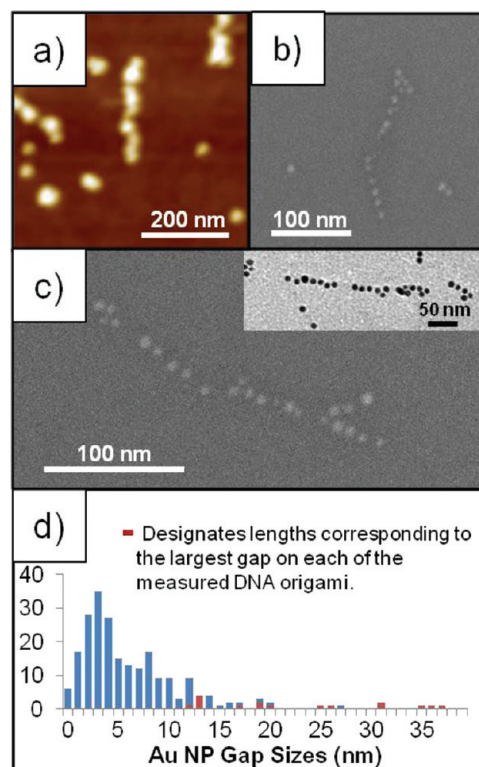 a)
200 nm
b)
100 nm
c)
50 nm
100 nm
d)
Designates lengths corresponding to
the largest gap on each of the
measured DNA origami.
40
30
20
10
0
0 5 10 15 20 25 30 35
Au NP Gap Sizes (nm)